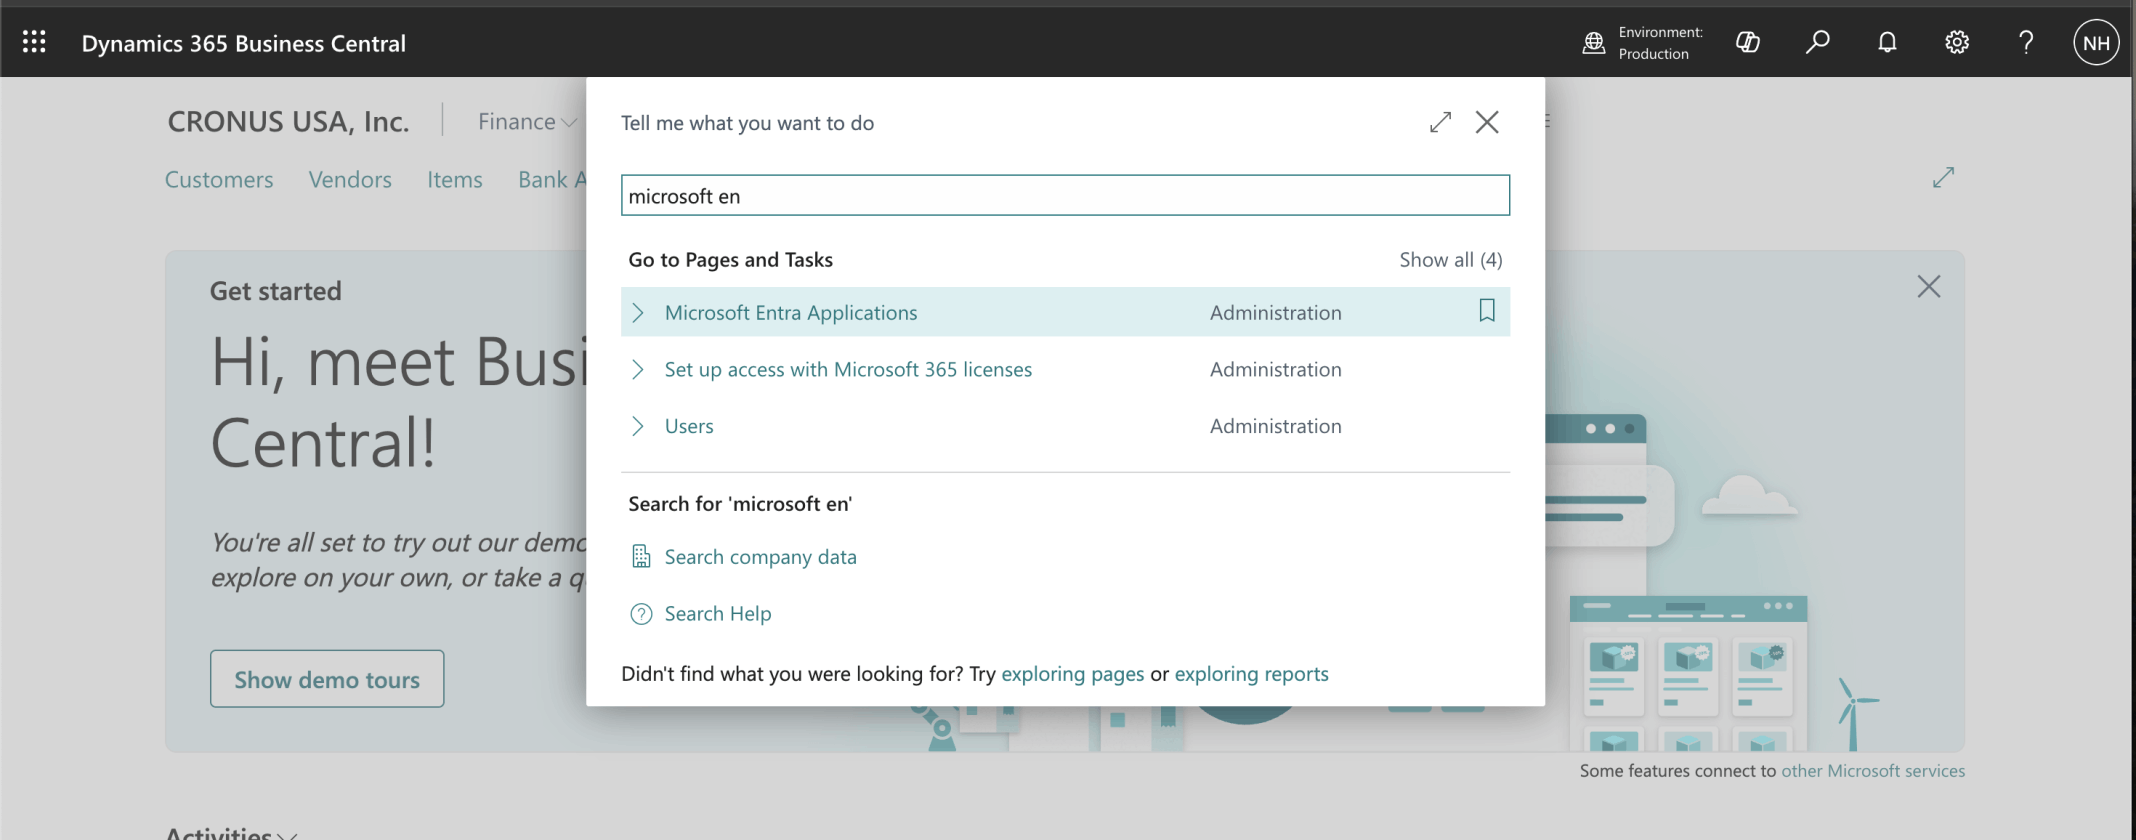 Dynamics 365 Business Central
Environment:
Production
?
NH
CRONUS USA, Inc.
Finance
Customers
Vendors
Items
Bank A
Get started
Hi, meet Busi
Central!
You're all set to try out our demo
explore on your own, or take a q
Show demo tours
Tell me what you want to do
microsoft en
Go to Pages and Tasks
Show all (4)
Microsoft Entra Applications
Administration
Set up access with Microsoft 365 licenses
Administration
Users
Administration
Search for 'microsoft en'
Search company data
Search Help
Didn't find what you were looking for? Try exploring pages or exploring reports
Some features connect to other Microsoft services
Activities